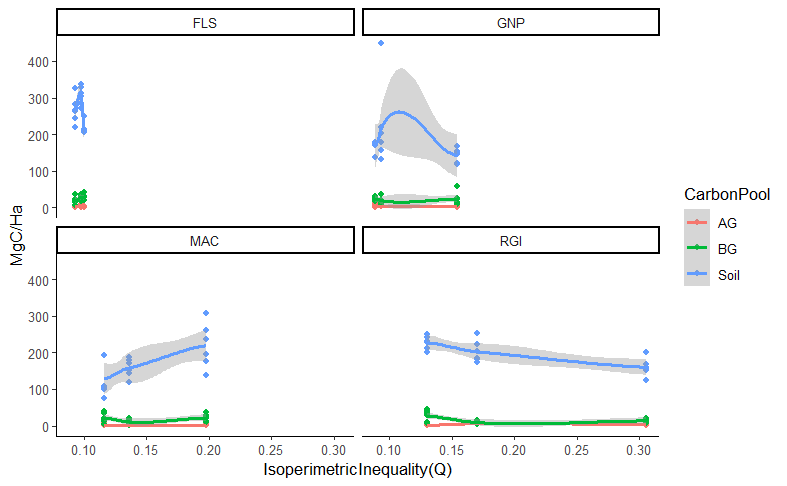 FLS
GNP
400
300
200
100
0
MgC/Ha
MAC
RGI
400
300
200
100
0
0.10 0.15 0.20 0.25 0.30
0.10 0.15 0.20 0.25 0.30
IsoperimetricInequality(Q)
CarbonPool
AG
BG
Soil